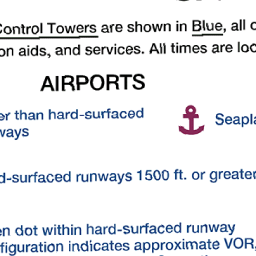 Control Towers are shown in Blue, all o
on aids, and services. All times are loc
AIRPORTS
er than hard-surfaced
ways
Seapla
d-surfaced runways 1500 ft. or greater
en dot within hard-surfaced runway
figuration indicates approximate VOR,